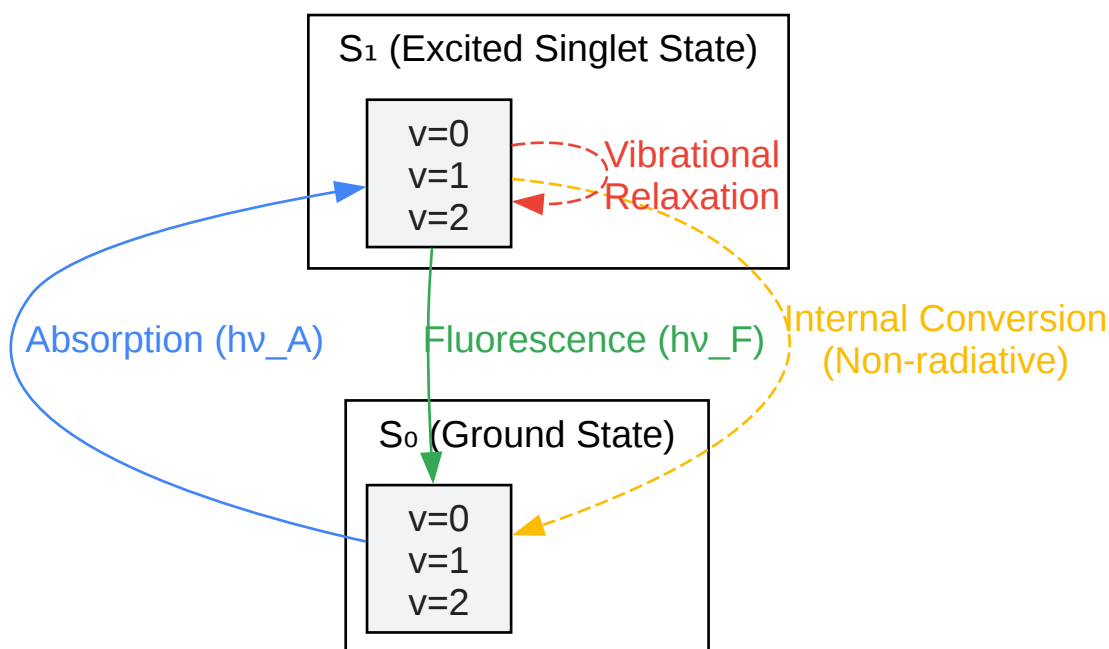 S₁ (Excited Singlet State)
v=0
v=1
v=2
Vibrational
Relaxation
Absorption (hν_A)
Fluorescence (hν_F)
Internal Conversion
(Non-radiative)
S₀ (Ground State)
v=0
v=1
v=2